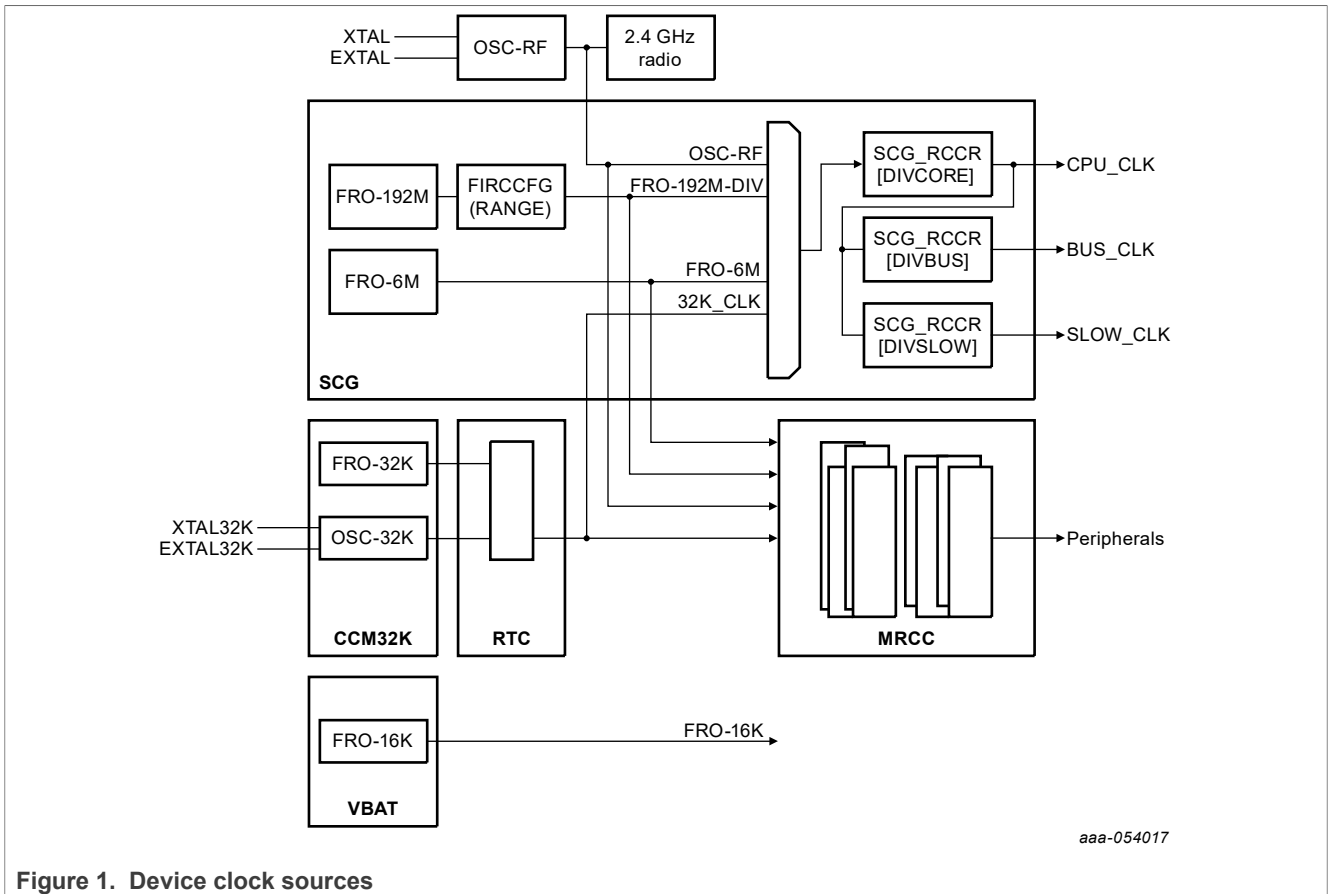 XTAL
EXTAL
OSC-RF
2.4 GHz
radio
OSC-RF
FRO-192M
FIRCCFG
(RANGE)
FRO-192M-DIV
FRO-6M
FRO-6M
32K_CLK
SCG_RCCR
[DIVCORE]
CPU_CLK
SCG_RCCR
[DIVBUS]
BUS_CLK
SCG_RCCR
[DIVSLOW]
SLOW_CLK
SCG
FRO-32K
XTAL32K
EXTAL32K
OSC-32K
Peripherals
CCM32K
RTC
MRCC
FRO-16K
FRO-16K
VBAT
aaa-054017
Figure 1. Device clock sources